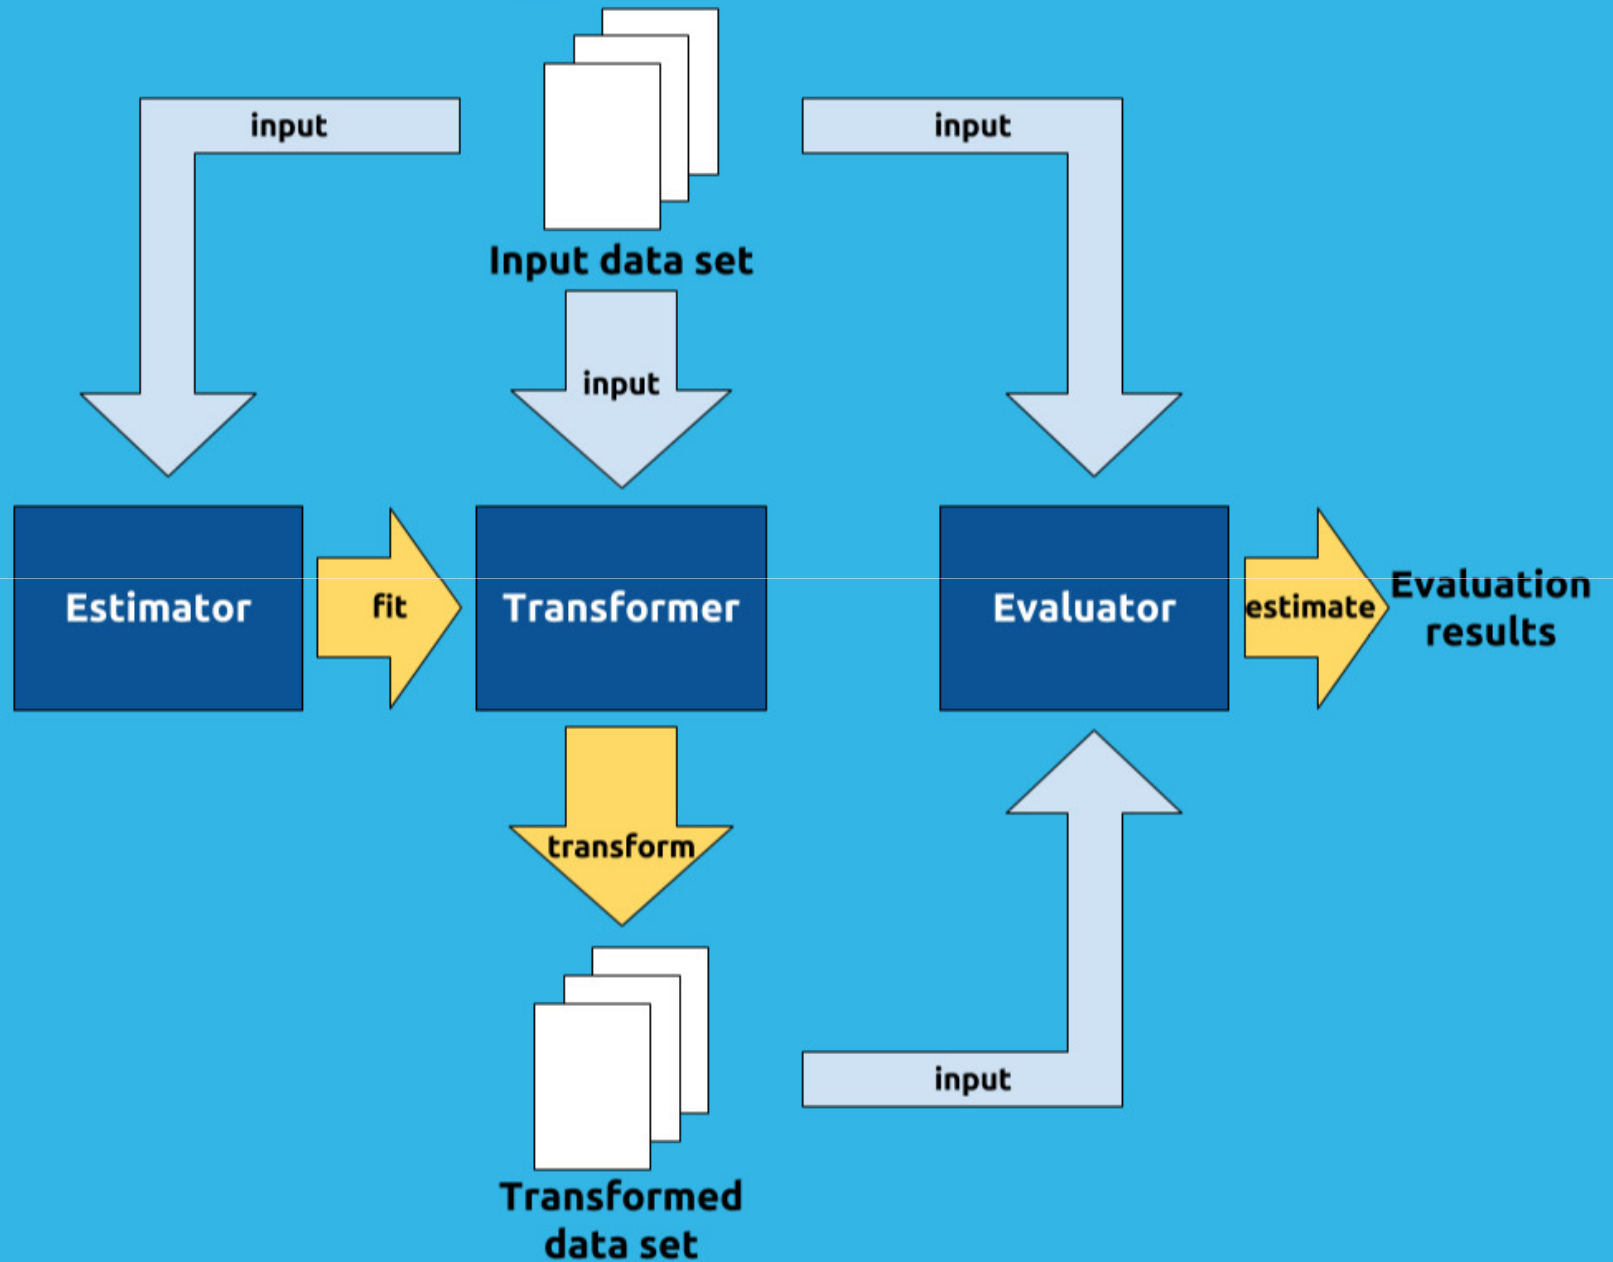 input
input
Input data set
input
Estimator
fit
Transformer
Evaluator
estimate
Evaluation
results
transform
input
Transformed
data set